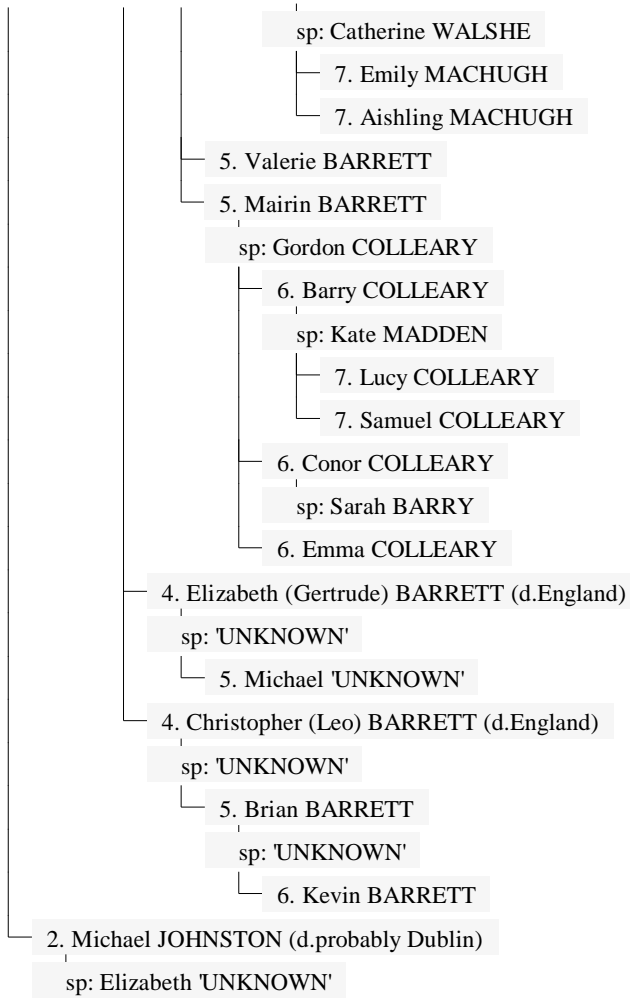 sp: Catherine WALSHE
7. Emily MACHUGH
7. Aishling MACHUGH
5. Valerie BARRETT
5. Mairin BARRETT
sp: Gordon COLLEARY
6. Barry COLLEARY
sp: Kate MADDEN
7. Lucy COLLEARY
7. Samuel COLLEARY
6. Conor COLLEARY
sp: Sarah BARRY
6. Emma COLLEARY
4. Elizabeth (Gertrude) BARRETT (d.England)
sp: 'UNKNOWN'
5. Michael 'UNKNOWN'
4. Christopher (Leo) BARRETT (d.England)
sp: 'UNKNOWN'
5. Brian BARRETT
sp: 'UNKNOWN'
6. Kevin BARRETT
2. Michael JOHNSTON (d.probably Dublin)
sp: Elizabeth 'UNKNOWN'